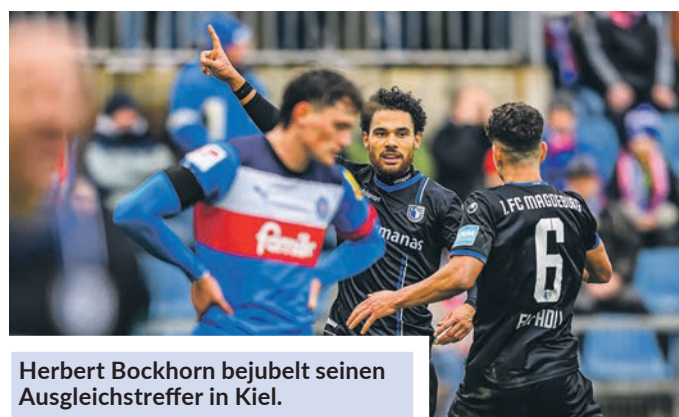 famila
manas
1.FC MAGDEBURG
6
Herbert Bockhorn bejubelt seinen
Ausgleichstreffer in Kiel.